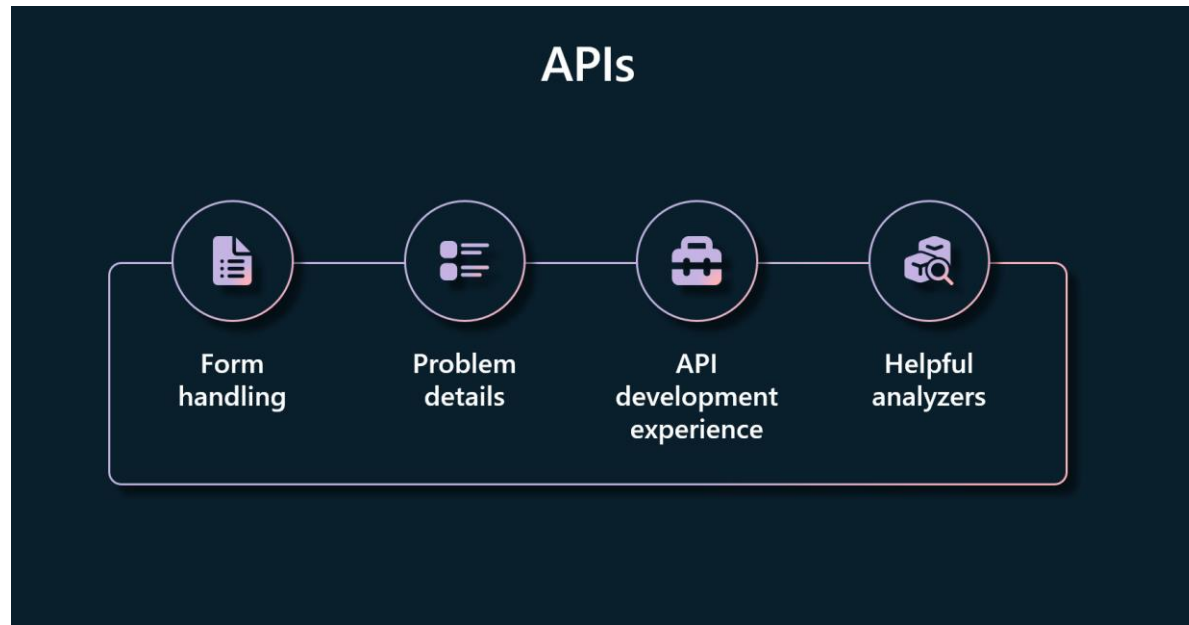 APIs
Form
handling
Problem
details
API
development
experience
Helpful
analyzers